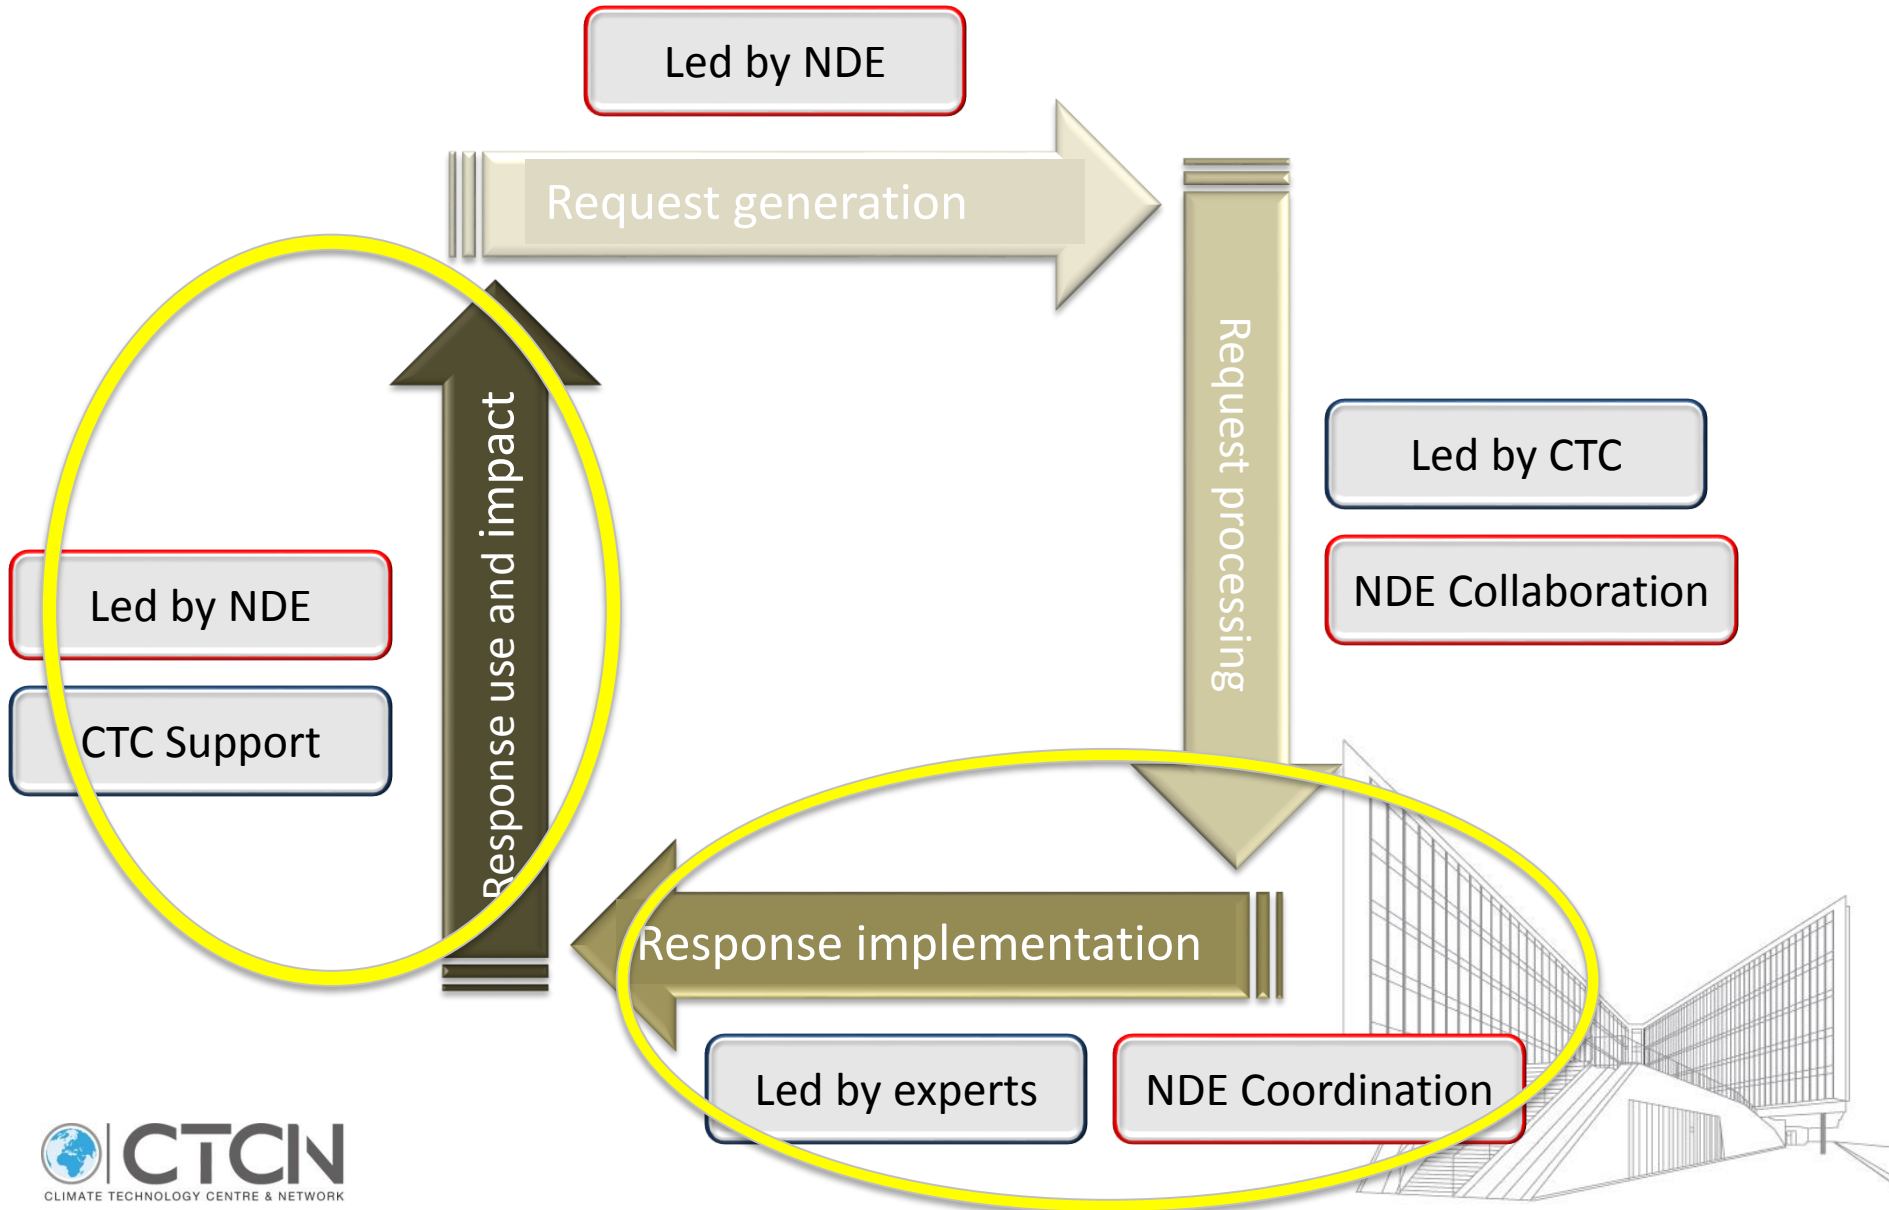 Led by NDE
Request generation
Request processing
Led by CTC
NDE Collaboration
Response use and impact
Led by NDE
CTC Support
Response implementation
Led by experts
NDE Coordination
CTCN
CLIMATE TECHNOLOGY CENTRE & NETWORK